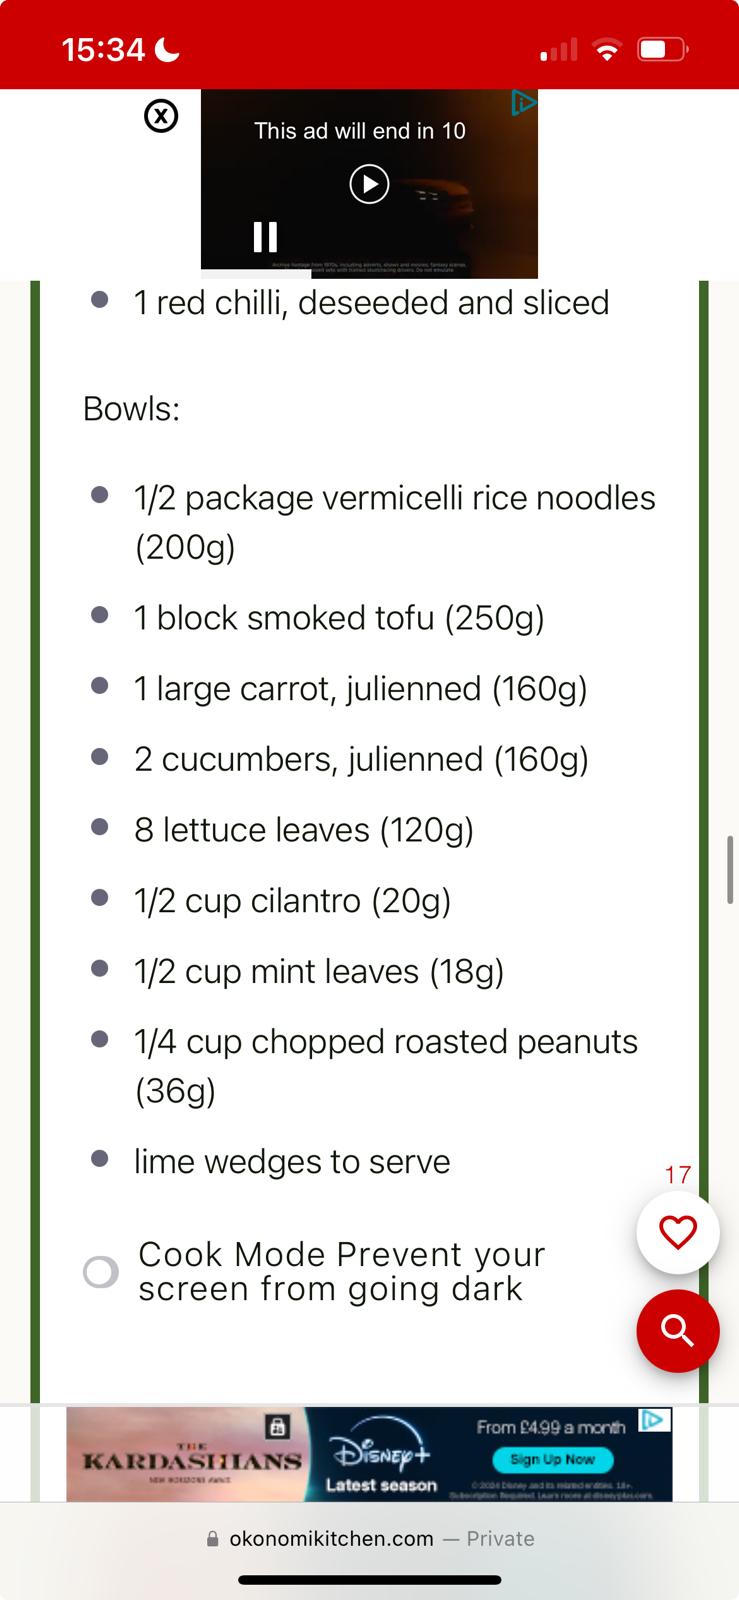 15:34
This ad will end in 10
1 red chilli, deseeded and sliced
Bowls:
1/2 package vermicelli rice noodles
(200g)
1 block smoked tofu (250g)
1 large carrot, julienned (160g)
2 cucumbers, julienned (160g)
8 lettuce leaves (120g)
1/2 cup cilantro (20g)
1/2 cup mint leaves (18g)
1/4 cup chopped roasted peanuts
(36g)
lime wedges to serve
17
Cook Mode Prevent your
screen from going dark
THE
KARDASHIANS
Disney+
Latest season
From £4.99 a month
Sign Up Now
okonomikitchen.com — Private